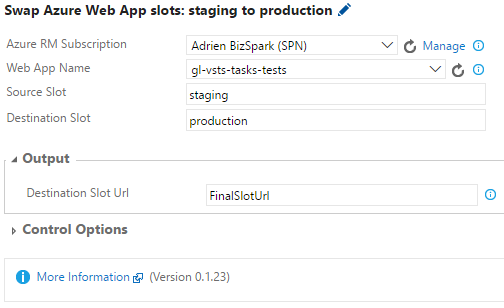 Swap Azure Web App slots: staging to production
Azure RM Subscription Adrien BizSpark (SPN) Manage
Web App Name gl-vsts-tasks-tests
Source Slot staging
Destination Slot production
Output
Destination Slot Url FinalSlotUrl
Control Options
More Information (Version 0.1.23)